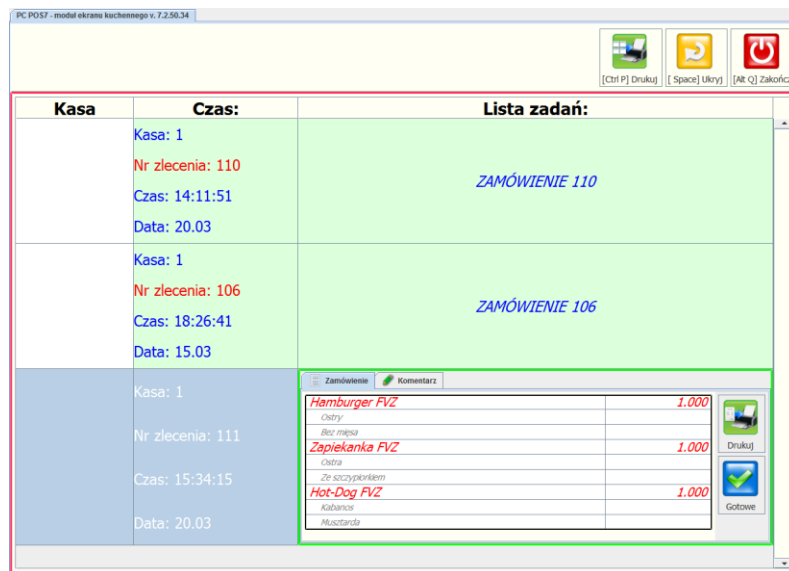 PC POS7 - moduł ekranu kuchennego v. 7.2.50.34
[Ctrl P] Drukuj [ Space] Ukryj [Alt Q] Zakończ
Kasa Czas: Lista zadań:
Kasa: 1
Nr zlecenia: 110
Czas: 14:11:51
Data: 20.03
ZAMÓWIENIE 110
Kasa: 1
Nr zlecenia: 106
Czas: 18:26:41
Data: 15.03
ZAMÓWIENIE 106
Kasa: 1
Nr zlecenia: 111
Czas: 15:34:15
Data: 20.03
Zamówienie Komentarz
Hamburger FVZ 1.000
Ostry
Bez mięsa
Zapiekanka FVZ 1.000
Ostra
Ze szczypiorkiem
Hot-Dog FVZ 1.000
Kabanos
Musztarda
Drukuj
Gotowe